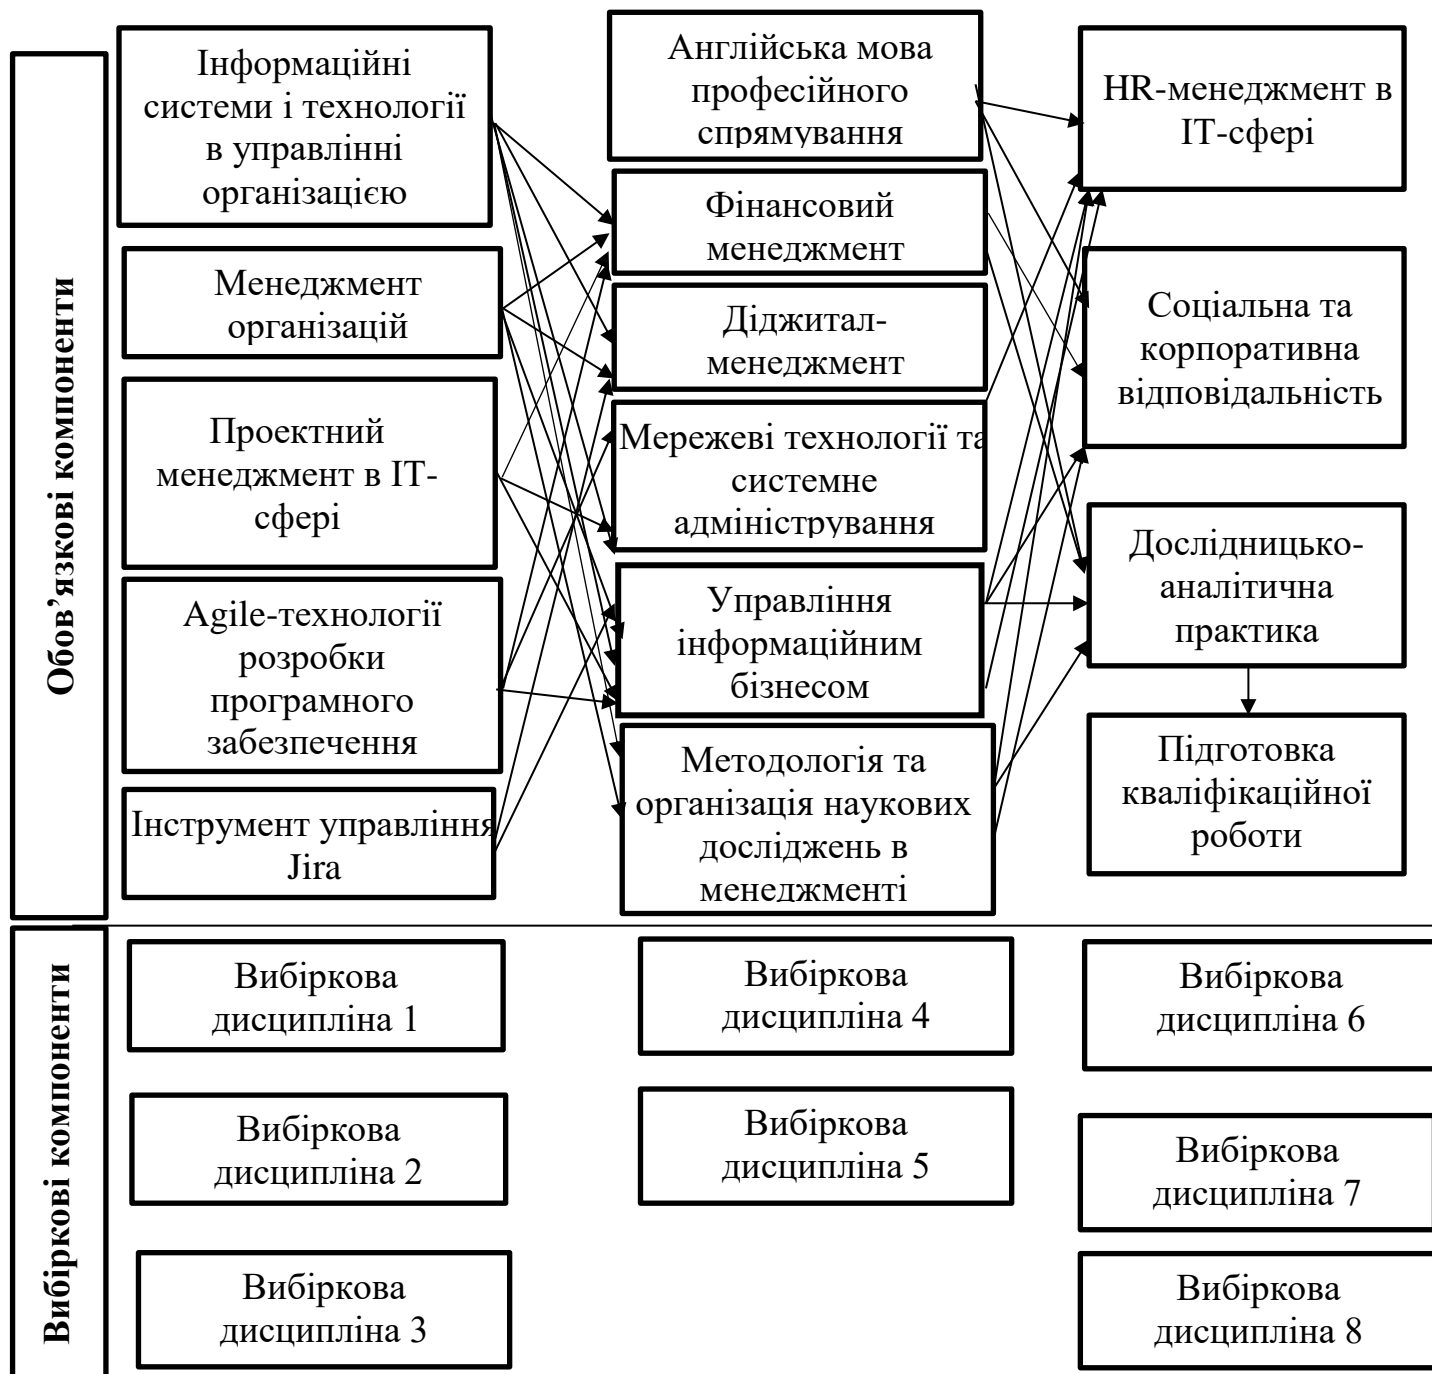 Обов’язкові компоненти
Інформаційні
системи і технології
в управлінні
організацією
Менеджмент
організацій
Проектний
менеджмент в ІТ-
сфері
Agile-технології
розробки
програмного
забезпечення
Інструмент управління
Jira
Англійська мова
професійного
спрямування
Фінансовий
менеджмент
Діджитал-
менеджмент
Мережеві технології та
системне
адміністрування
Управління
інформаційним
бізнесом
Методологія та
організація наукових
досліджень в
менеджменті
HR-менеджмент в
ІТ-сфері
Соціальна та
корпоративна
відповідальність
Дослідницько-
аналітична
практика
Підготовка
кваліфікаційної
роботи
Вибіркові компоненти
Вибіркова
дисципліна 1
Вибіркова
дисципліна 2
Вибіркова
дисципліна 3
Вибіркова
дисципліна 4
Вибіркова
дисципліна 5
Вибіркова
дисципліна 6
Вибіркова
дисципліна 7
Вибіркова
дисципліна 8